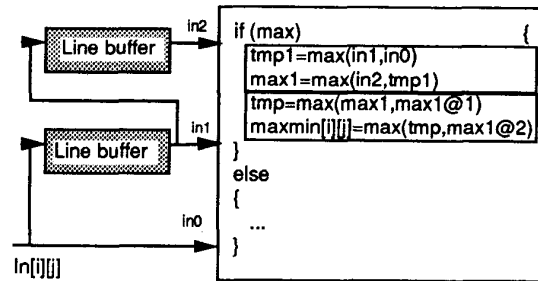 in2
Line buffer
in1
Line buffer
in0
In[i][j]
if (max) {
tmp1=max(in1,in0)
max1=max(in2,tmp1)
tmp=max(max1,max1@1)
maxmin[i][j]=max(tmp,max1@2)
}
else
{
...
}